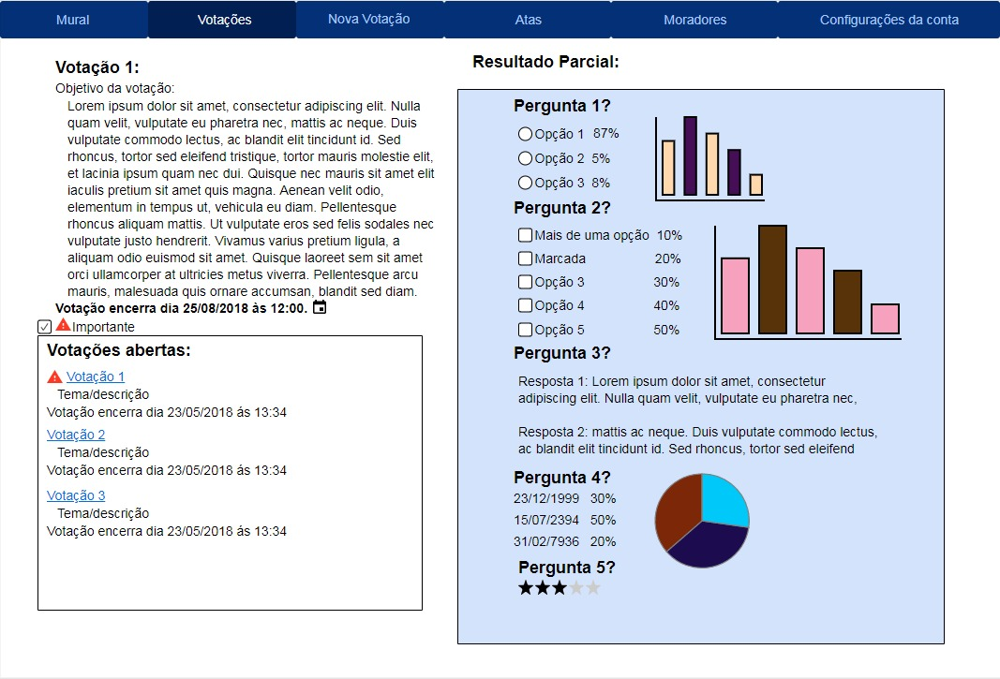 Mural
Votações
Nova Votação
Atas
Moradores
Configurações da conta
Votação 1:
Objetivo da votação:
Lorem ipsum dolor sit amet, consectetur adipiscing elit. Nulla
quam velit, vulputate eu pharetra nec, mattis ac neque. Duis
vulputate commodo lectus, ac blandit elit tincidunt id. Sed
rhoncus, tortor sed eleifend tristique, tortor mauris molestie elit,
et lacinia ipsum quam nec dui. Quisque nec mauris sit amet elit
iaculis pretium sit amet quis magna. Aenean velit odio,
elementum in tempus ut, vehicula eu diam. Pellentesque
rhoncus aliquam mattis. Ut vulputate eros sed felis sodales nec
vulputate justo hendrerit. Vivamus varius pretium ligula, a
aliquam odio euismod sit amet. Quisque laoreet sem sit amet
orci ullamcorper at ultricies metus viverra. Pellentesque arcu
mauris, malesuada quis ornare accumsan, blandit sed diam.
Votação encerra dia 25/08/2018 às 12:00.
Importante
Votações abertas:
Votação 1
Tema/descrição
Votação encerra dia 23/05/2018 ás 13:34
Votação 2
Tema/descrição
Votação encerra dia 23/05/2018 ás 13:34
Votação 3
Tema/descrição
Votação encerra dia 23/05/2018 ás 13:34
Resultado Parcial:
Pergunta 1?
Opção 1 87%
Opção 2 5%
Opção 3 8%
Pergunta 2?
Mais de uma opção 10%
Marcada 20%
Opção 3 30%
Opção 4 40%
Opção 5 50%
Pergunta 3?
Resposta 1: Lorem ipsum dolor sit amet, consectetur
adipiscing elit. Nulla quam velit, vulputate eu pharetra nec,
Resposta 2: mattis ac neque. Duis vulputate commodo lectus,
ac blandit elit tincidunt id. Sed rhoncus, tortor sed eleifend
Pergunta 4?
23/12/1999 30%
15/07/2394 50%
31/02/7936 20%
Pergunta 5?